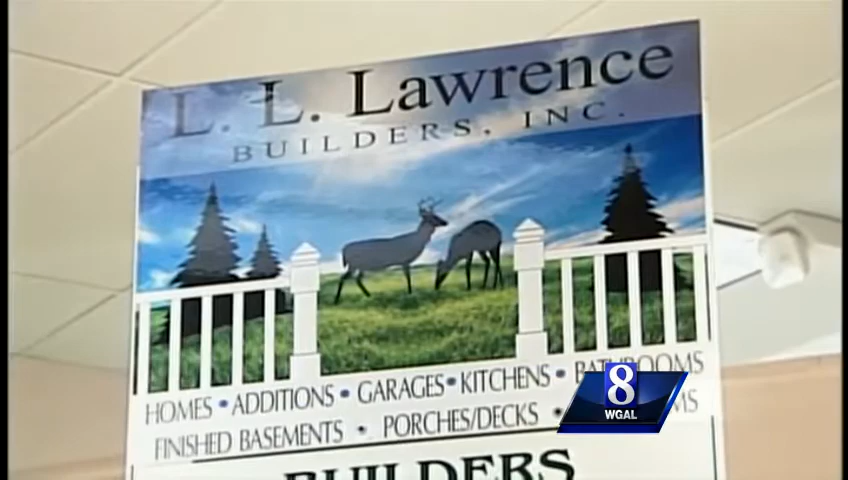 L. L. Lawrence
BUILDERS, INC.
HOMES • ADDITIONS • GARAGES • KITCHENS • BATHROOMS
FINISHED BASEMENTS • PORCHES/DECKS •
BUILDERS
8
WGAL